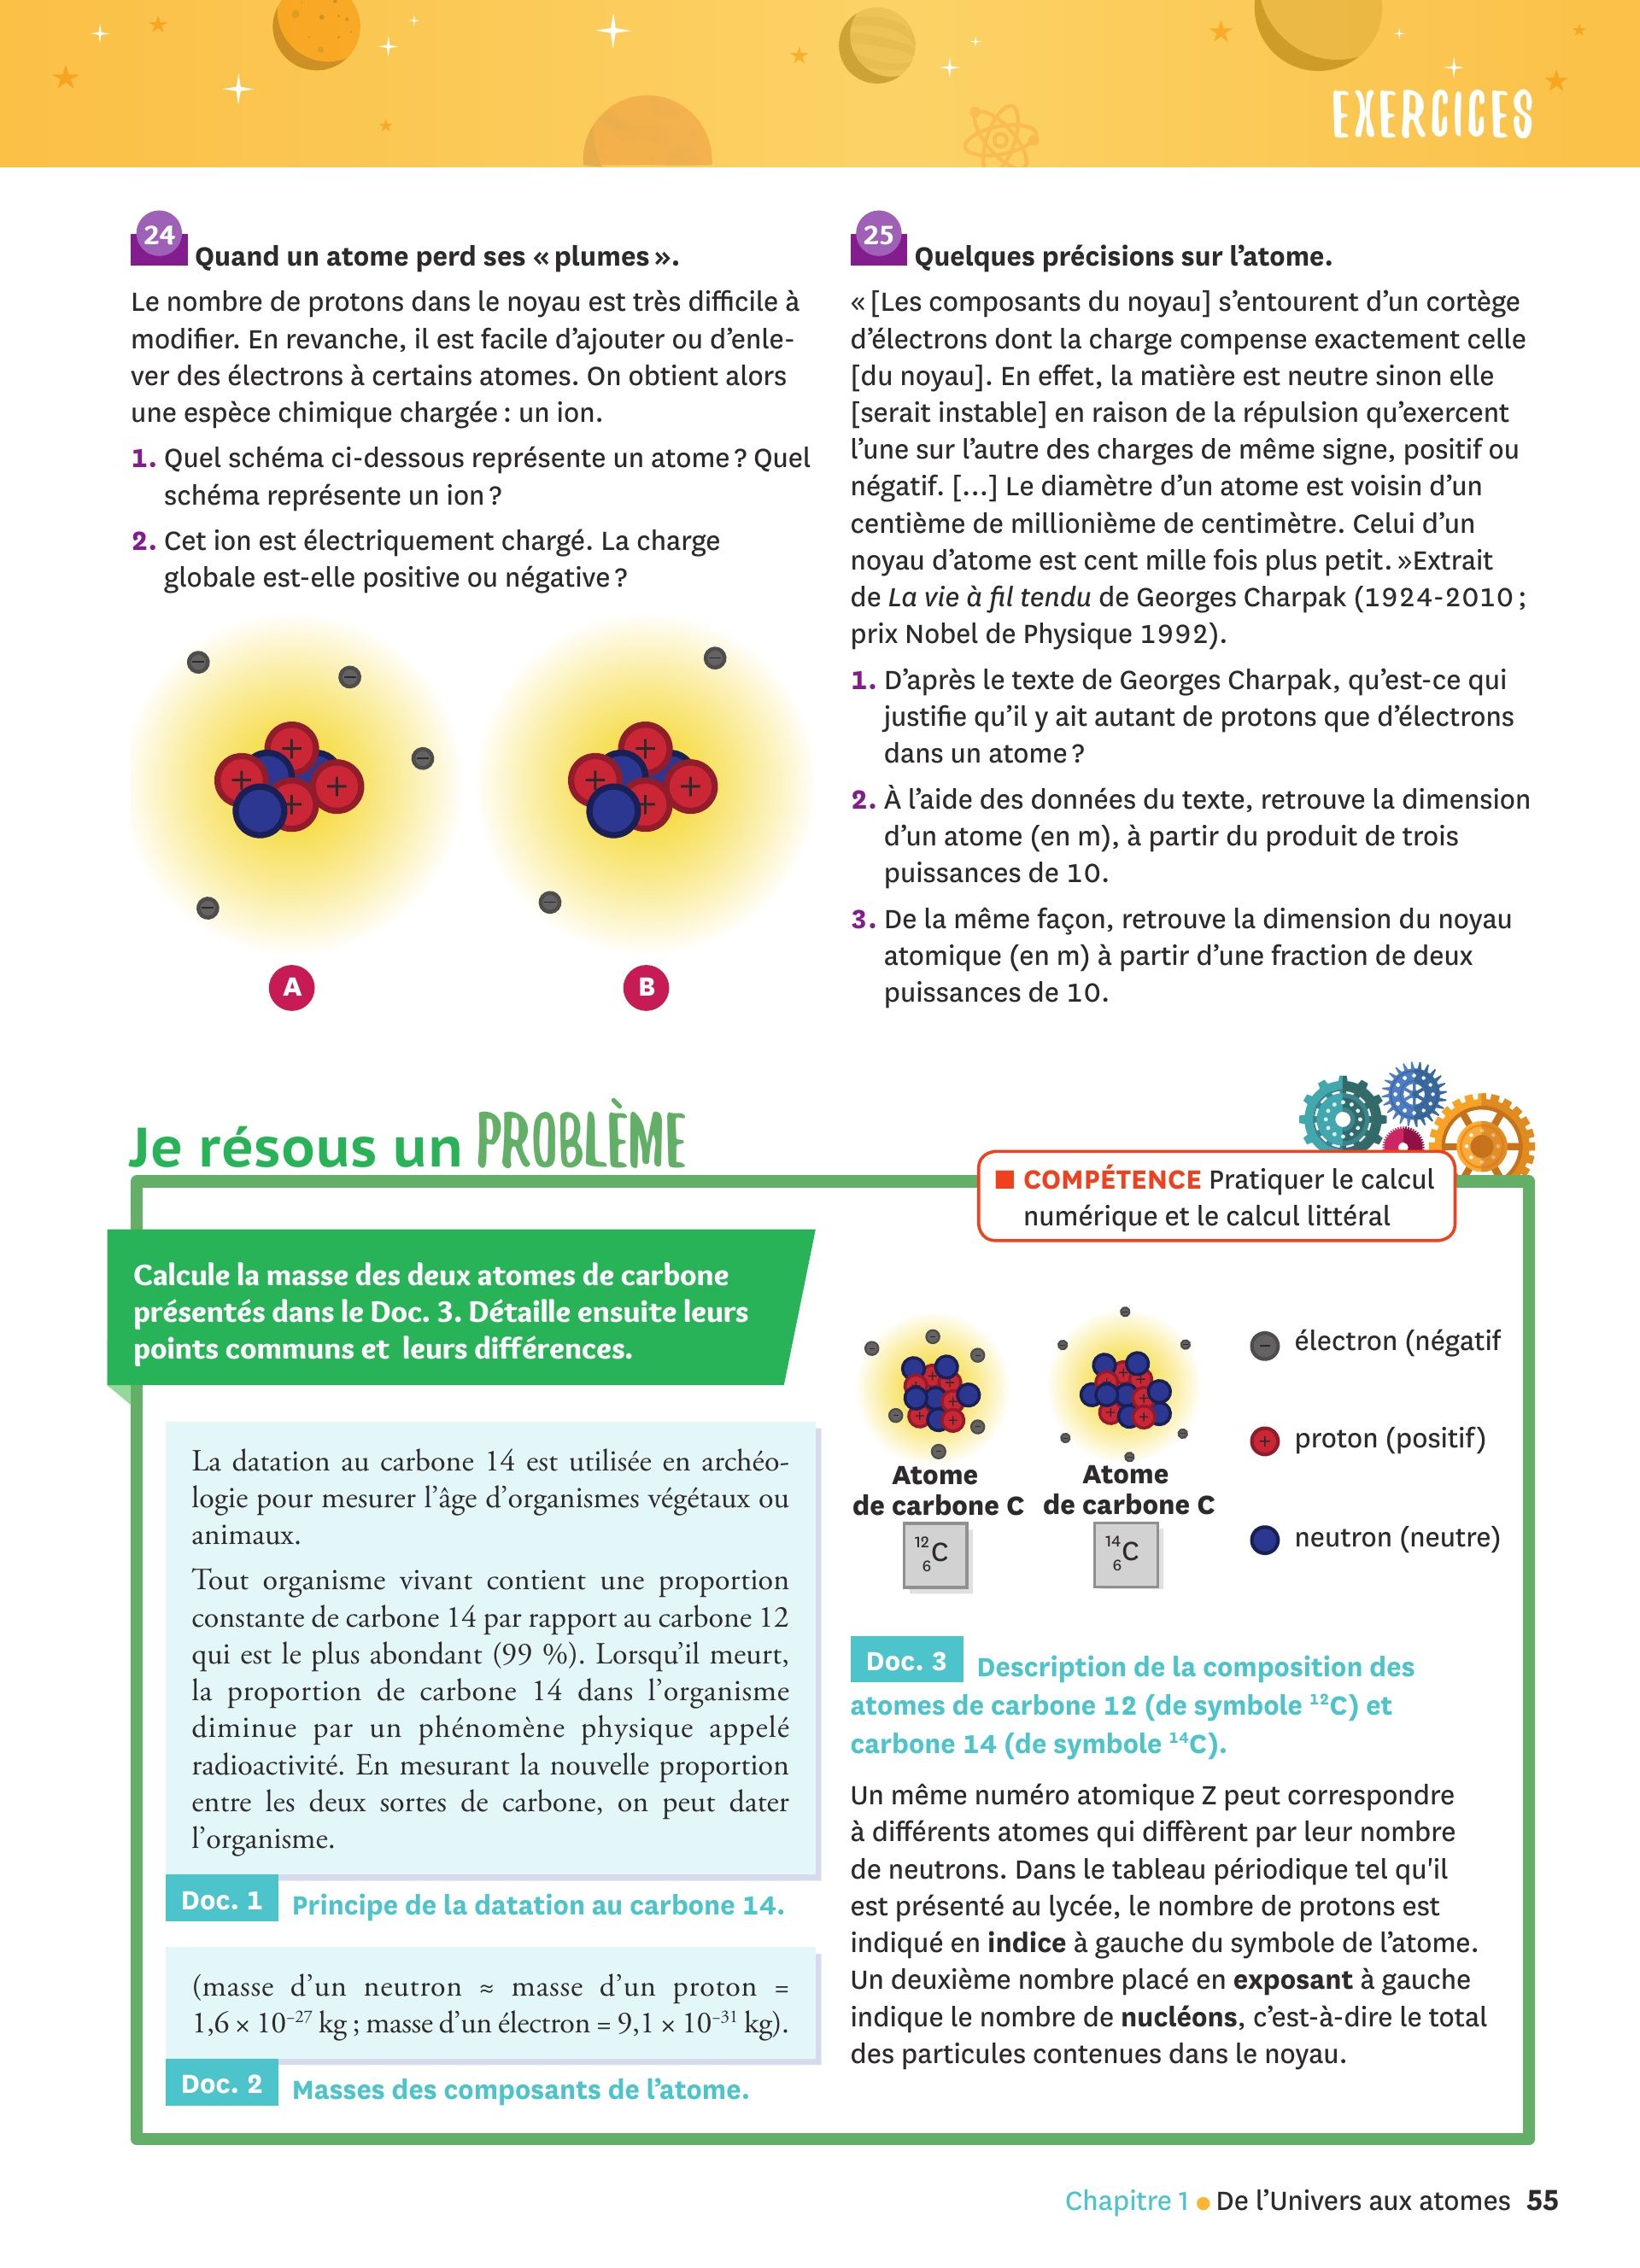 EXERCICES
24 Quand un atome perd ses « plumes ».
Le nombre de protons dans le noyau est très difficile à
modifier. En revanche, il est facile d’ajouter ou d’enle-
ver des électrons à certains atomes. On obtient alors
une espèce chimique chargée : un ion.
1. Quel schéma ci-dessous représente un atome ? Quel
schéma représente un ion ?
2. Cet ion est électriquement chargé. La charge
globale est-elle positive ou négative ?
A
B
25 Quelques précisions sur l’atome.
« [Les composants du noyau] s’entourent d’un cortège
d’électrons dont la charge compense exactement celle
[du noyau]. En effet, la matière est neutre sinon elle
[serait instable] en raison de la répulsion qu’exercent
l’une sur l’autre des charges de même signe, positif ou
négatif. […] Le diamètre d’un atome est voisin d’un
centième de millionième de centimètre. Celui d’un
noyau d’atome est cent mille fois plus petit. »Extrait
de La vie à fil tendu de Georges Charpak (1924-2010 ;
prix Nobel de Physique 1992).
1. D’après le texte de Georges Charpak, qu’est-ce qui
justifie qu’il y ait autant de protons que d’électrons
dans un atome ?
2. À l’aide des données du texte, retrouve la dimension
d’un atome (en m), à partir du produit de trois
puissances de 10.
3. De la même façon, retrouve la dimension du noyau
atomique (en m) à partir d’une fraction de deux
puissances de 10.
Je résous un PROBLÈME
■ COMPÉTENCE Pratiquer le calcul
numérique et le calcul littéral
Calcule la masse des deux atomes de carbone
présentés dans le Doc. 3. Détaille ensuite leurs
points communs et leurs différences.
La datation au carbone 14 est utilisée en archéo-
logie pour mesurer l’âge d’organismes végétaux ou
animaux.
Tout organisme vivant contient une proportion
constante de carbone 14 par rapport au carbone 12
qui est le plus abondant (99 %). Lorsqu’il meurt,
la proportion de carbone 14 dans l’organisme
diminue par un phénomène physique appelé
radioactivité. En mesurant la nouvelle proportion
entre les deux sortes de carbone, on peut dater
l’organisme.
Doc. 1 Principe de la datation au carbone 14.
(masse d’un neutron ≈ masse d’un proton =
1,6 × 10⁻²⁷ kg ; masse d’un électron = 9,1 × 10⁻³¹ kg).
Doc. 2 Masses des composants de l’atome.
Atome
de carbone C
¹²₆C
Atome
de carbone C
¹⁴₆C
électron (négatif
proton (positif)
neutron (neutre)
Doc. 3 Description de la composition des
atomes de carbone 12 (de symbole ¹²C) et
carbone 14 (de symbole ¹⁴C).
Un même numéro atomique Z peut correspondre
à différents atomes qui diffèrent par leur nombre
de neutrons. Dans le tableau périodique tel qu'il
est présenté au lycée, le nombre de protons est
indiqué en indice à gauche du symbole de l’atome.
Un deuxième nombre placé en exposant à gauche
indique le nombre de nucléons, c’est-à-dire le total
des particules contenues dans le noyau.
Chapitre 1 ● De l’Univers aux atomes 55